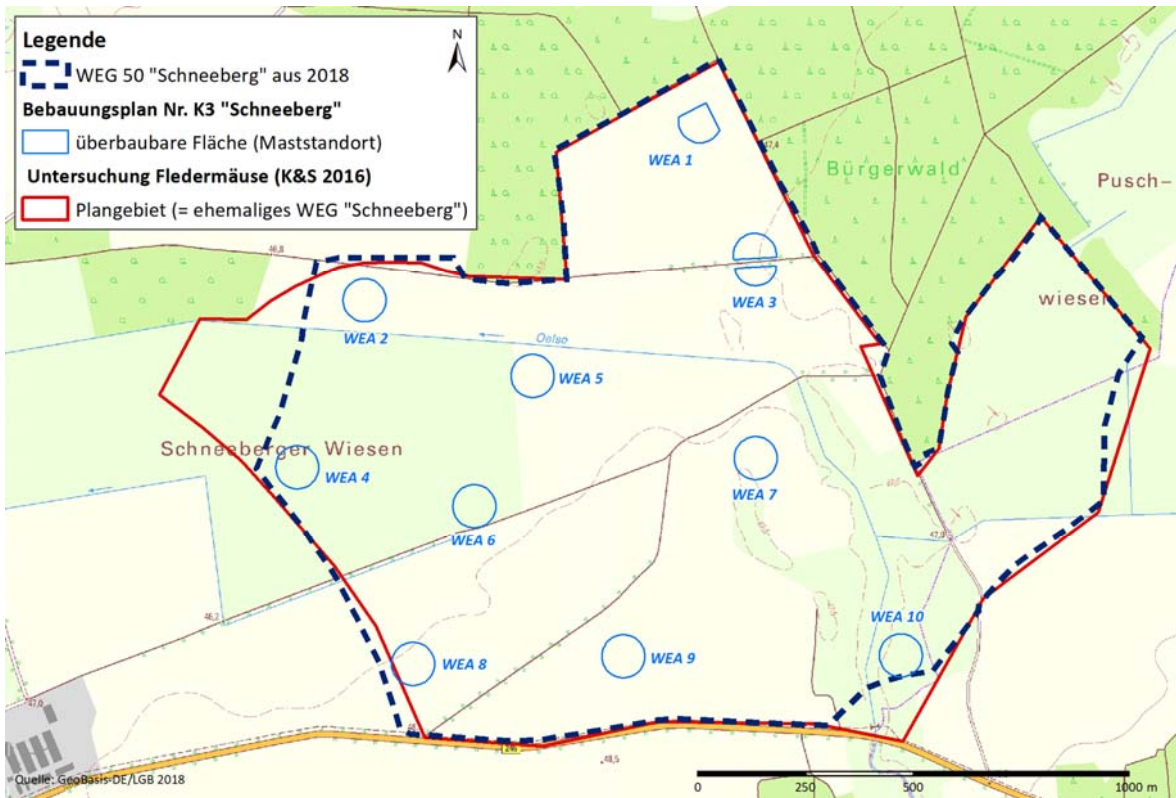 Legende
N
WEG 50 "Schneeberg" aus 2018
Bebauungsplan Nr. K3 "Schneeberg"
überbaubare Fläche (Maststandort)
Untersuchung Fledermäuse (K&S 2016)
Plangebiet (= ehemaliges WEG "Schneeberg")
WEA 1
47,4
Bürgerwald
Pusch-
46,8
WEA 3
wiesen
WEA 2
Oelse
WEA 5
Schneeberger Wiesen
WEA 4
WEA 7
WEA 6
46,2
WEA 10
WEA 8
WEA 9
47,0
246
48,5
Quelle: GeoBasis-DE/LGB 2018
0 250 500 1000 m